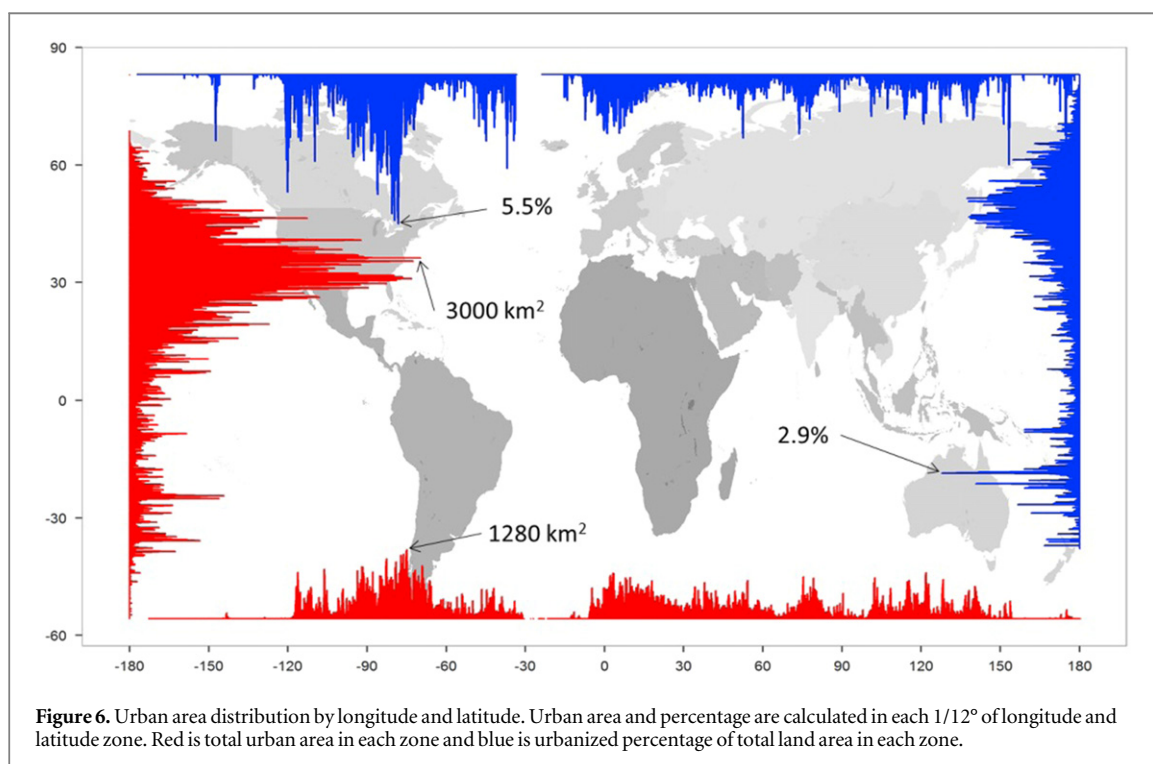 90
60
30
0
-30
-60
5.5%
3000 km²
2.9%
1280 km²
-180 -150 -120 -90 -60 -30 0 30 60 90 120 150 180
Figure 6. Urban area distribution by longitude and latitude. Urban area and percentage are calculated in each 1/12° of longitude and
latitude zone. Red is total urban area in each zone and blue is urbanized percentage of total land area in each zone.